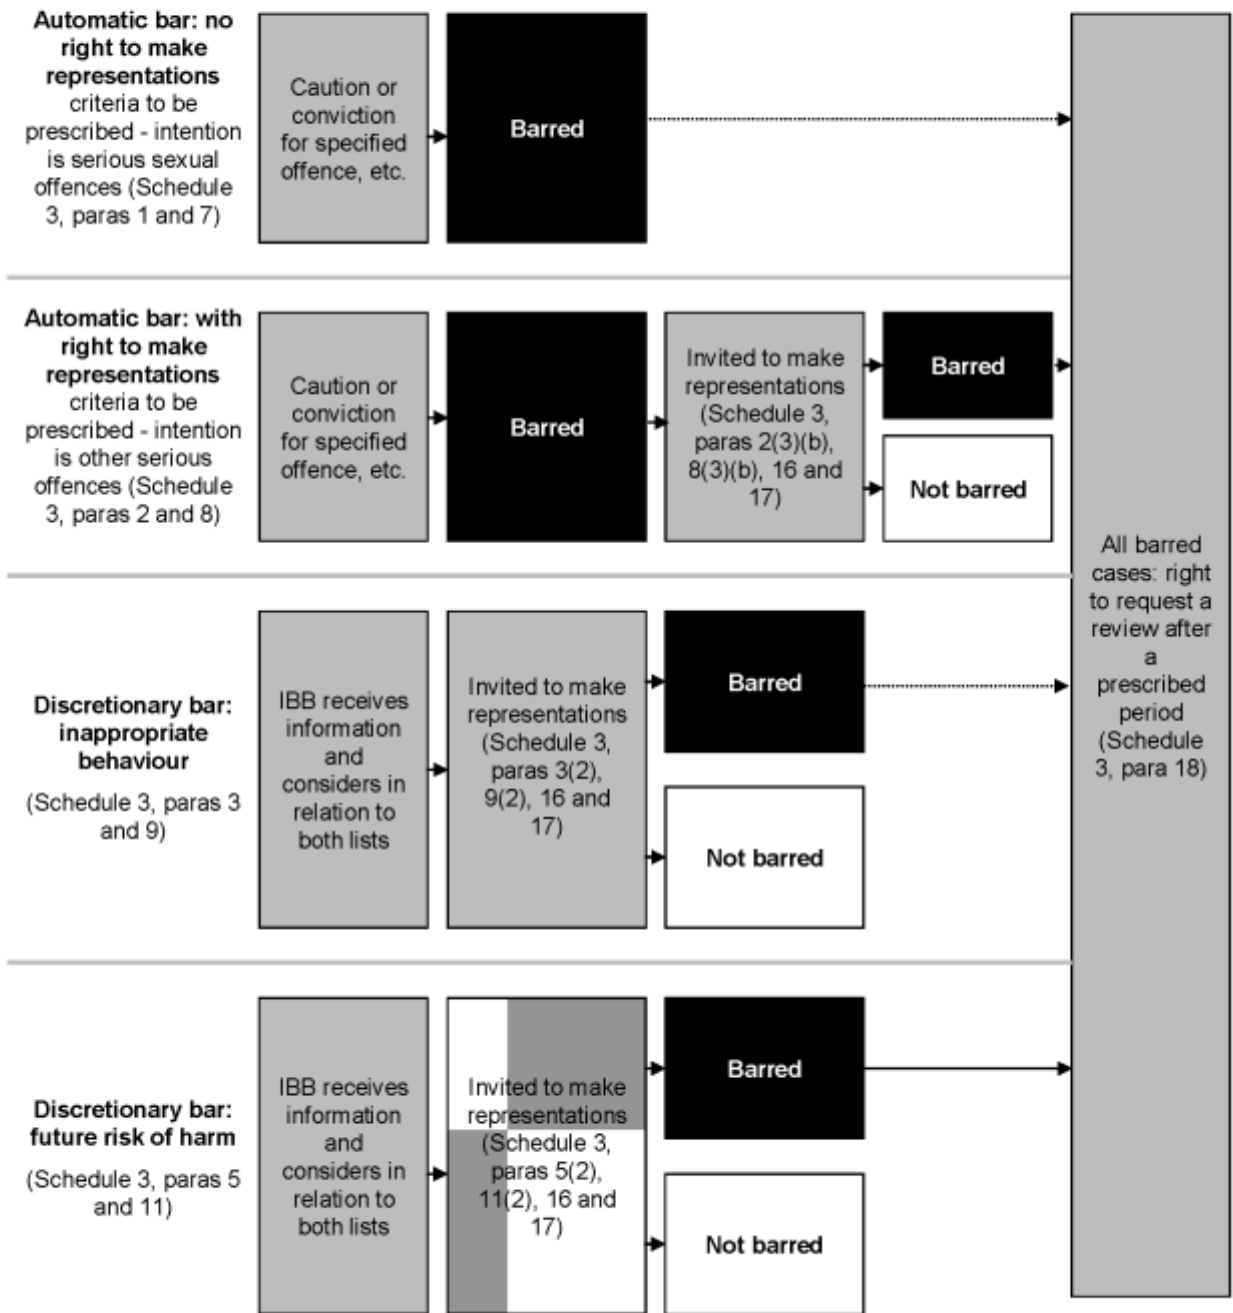 Automatic bar: no
right to make
representations
criteria to be
prescribed - intention
is serious sexual
offences (Schedule
3, paras 1 and 7)
Caution or
conviction
for specified
offence, etc.
Barred
Automatic bar: with
right to make
representations
criteria to be
prescribed - intention
is other serious
offences (Schedule
3, paras 2 and 8)
Caution or
conviction
for specified
offence, etc.
Barred
Invited to make
representations
(Schedule 3,
paras 2(3)(b),
8(3)(b), 16 and
17)
Barred
Not barred
Discretionary bar:
inappropriate
behaviour
(Schedule 3, paras 3
and 9)
IBB receives
information
and
considers in
relation to
both lists
Invited to make
representations
(Schedule 3,
paras 3(2),
9(2), 16 and
17)
Barred
Not barred
Discretionary bar:
future risk of harm
(Schedule 3, paras 5
and 11)
IBB receives
information
and
considers in
relation to
both lists
Invited to make
representations
(Schedule 3,
paras 5(2),
11(2), 16 and
17)
Barred
Not barred
All barred
cases: right
to request a
review after
a
prescribed
period
(Schedule
3, para 18)